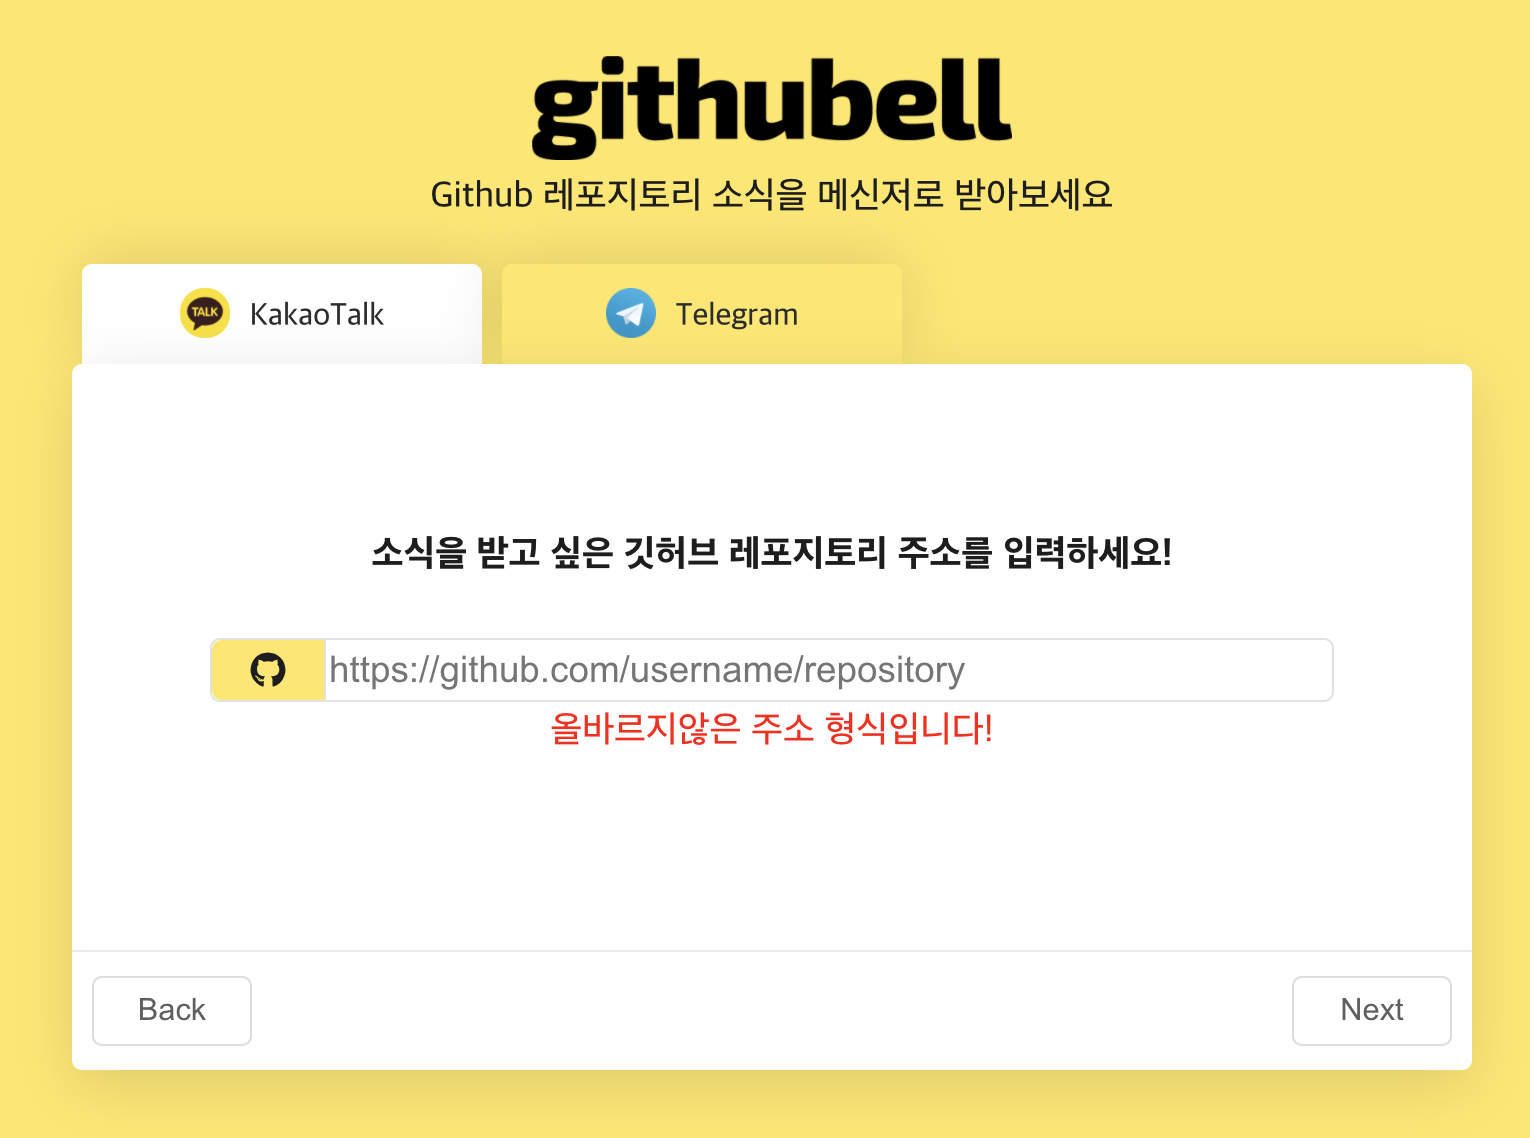 githubell
Github 레포지토리 소식을 메신저로 받아보세요
TALK KakaoTalk
Telegram
소식을 받고 싶은 깃허브 레포지토리 주소를 입력하세요!
https://github.com/username/repository
올바르지않은 주소 형식입니다!
Back
Next